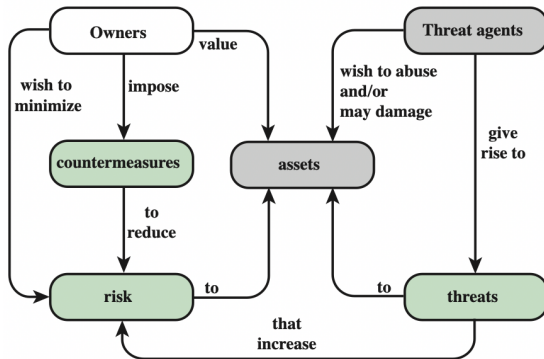 Owners
value
Threat agents
wish to
minimize
impose
wish to abuse
and/or
may damage
countermeasures
assets
give
rise to
to
reduce
risk
to
to
threats
that
increase